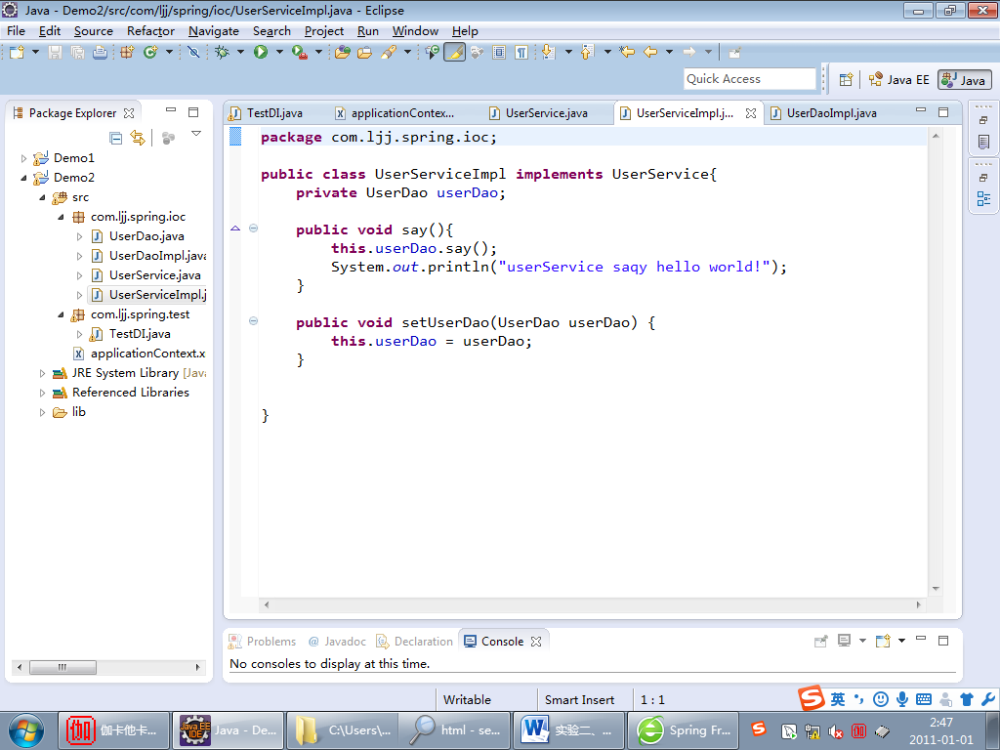 Java - Demo2/src/com/ljj/spring/ioc/UserServiceImpl.java - Eclipse
File Edit Source Refactor Navigate Search Project Run Window Help
Quick Access
Java EE
Java
Package Explorer
TestDI.java
applicationContex...
UserService.java
UserServiceImpl.j...
UserDaoImpl.java
Demo1
Demo2
src
com.ljj.spring.ioc
UserDao.java
UserDaoImpl.java
UserService.java
UserServiceImpl.j
com.ljj.spring.test
TestDI.java
applicationContext.x
JRE System Library [Java
Referenced Libraries
lib
package com.ljj.spring.ioc;
public class UserServiceImpl implements UserService{
private UserDao userDao;
public void say(){
this.userDao.say();
System.out.println("userService saqy hello world!");
}
public void setUserDao(UserDao userDao) {
this.userDao = userDao;
}
}
Problems @ Javadoc Declaration Console
No consoles to display at this time.
Writable
Smart Insert
1 : 1
英
伽 伽卡他卡...
Java EE IDE
Java - De...
C:\Users\...
html - se...
W 实验二、...
Spring Fr...
2:47
2011-01-01